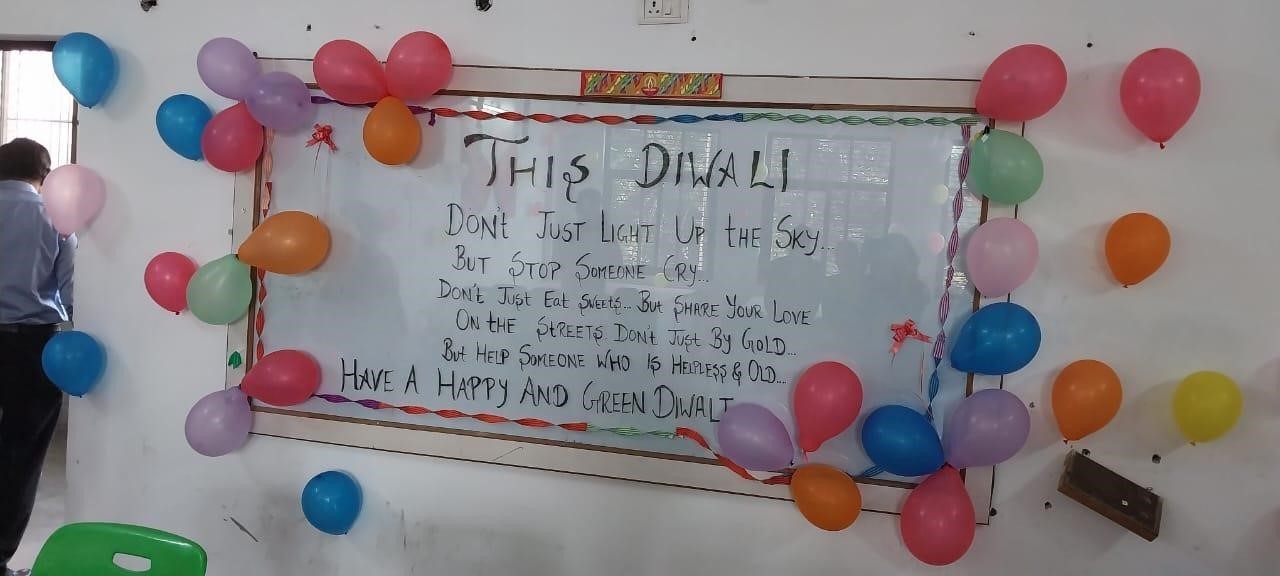 THIS DIWALI
DON'T JUST LIGHT UP THE SKY...
BUT STOP SOMEONE CRY...
DON'T JUST EAT SWEETS... BUT SHARE YOUR LOVE
ON THE STREETS DON'T JUST BY GOLD...
BUT HELP SOMEONE WHO IS HELPLESS & OLD...
HAVE A HAPPY AND GREEN DIWALI